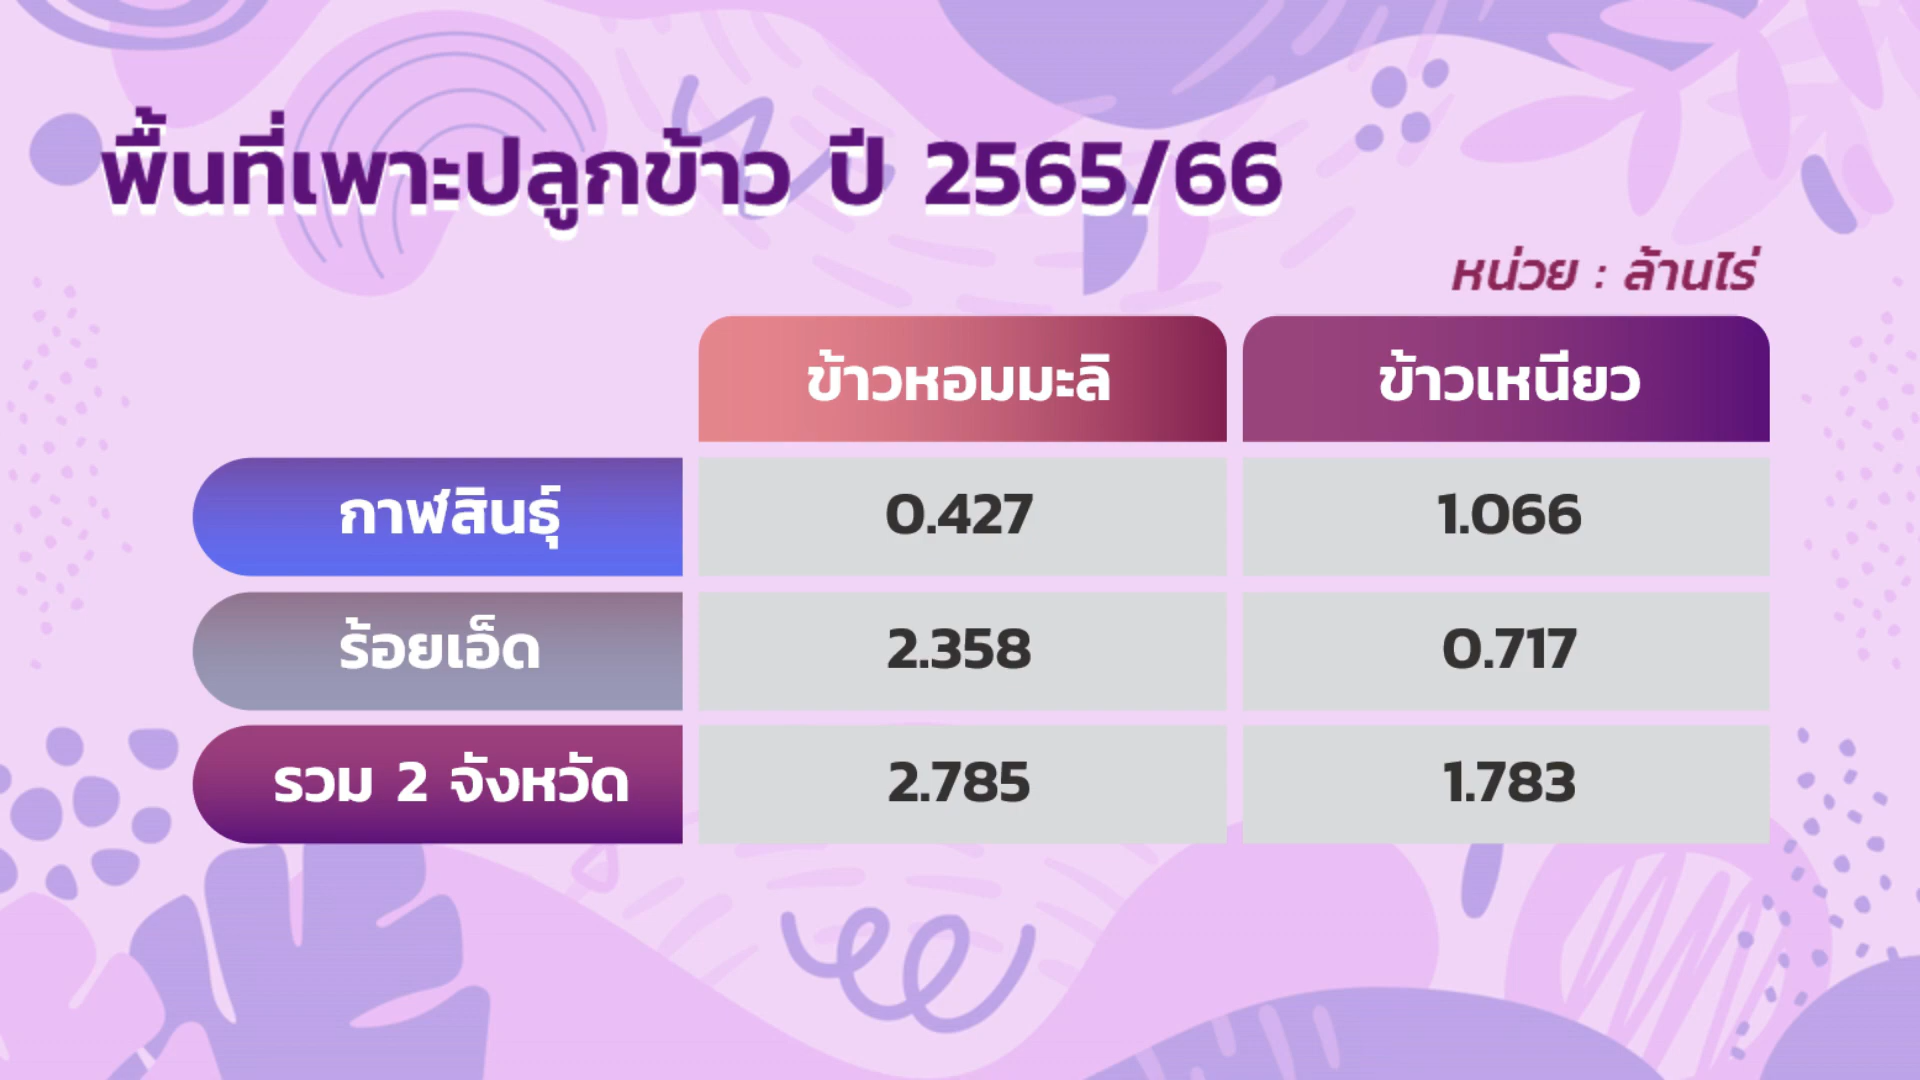 พื้นที่เพาะปลูกข้าว ปี 2565/66
หน่วย : ล้านไร่
ข้าวหอมมะลิ ข้าวเหนียว
กาฬสินธุ์ 0.427 1.066
ร้อยเอ็ด 2.358 0.717
รวม 2 จังหวัด 2.785 1.783